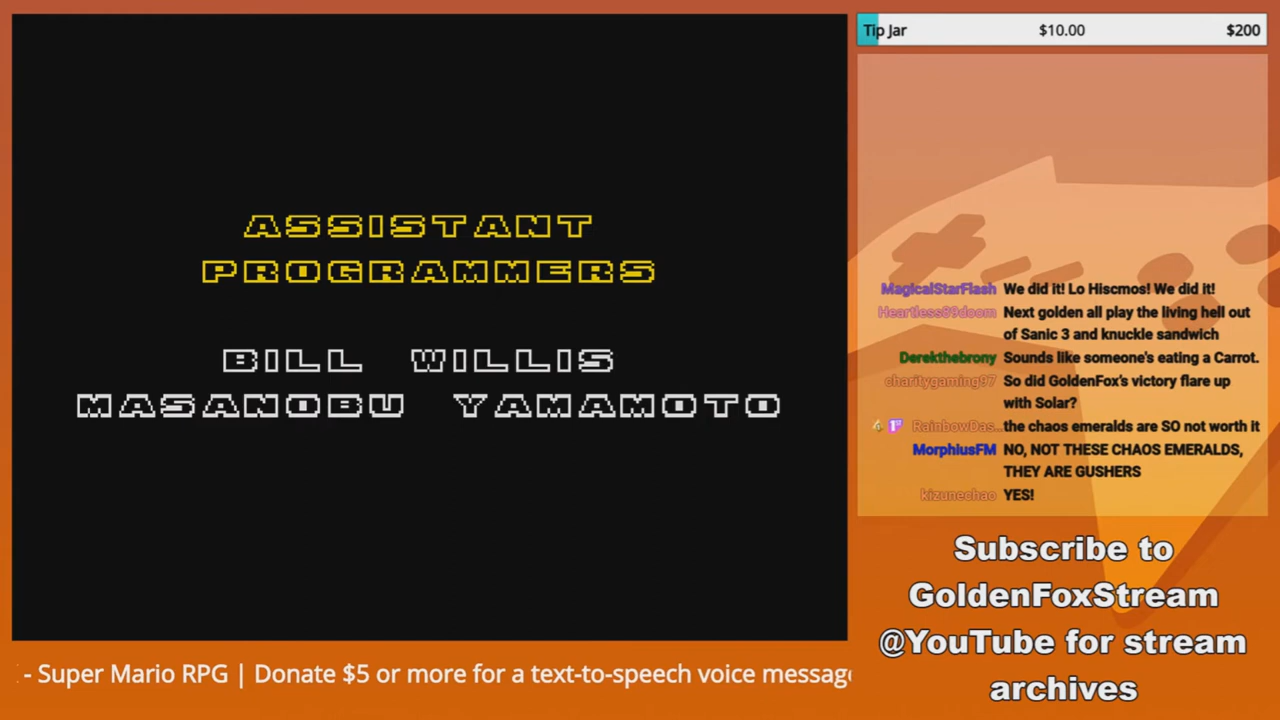 ASSISTANT
PROGRAMMERS
BILL WILLIS
MASANOBU YAMAMOTO
Tip Jar $10.00 $200
MagicalStarFlash We did it! Lo Hiscmos! We did it!
Heartless89doom Next golden all play the living hell out
of Sanic 3 and knuckle sandwich
Derekthebrony Sounds like someone's eating a Carrot.
charitygaming97 So did GoldenFox's victory flare up
with Solar?
RainbowDas... the chaos emeralds are SO not worth it
MorphiusFM NO, NOT THESE CHAOS EMERALDS,
THEY ARE GUSHERS
kizunechao YES!
Subscribe to
GoldenFoxStream
@YouTube for stream
archives
- Super Mario RPG | Donate $5 or more for a text-to-speech voice message